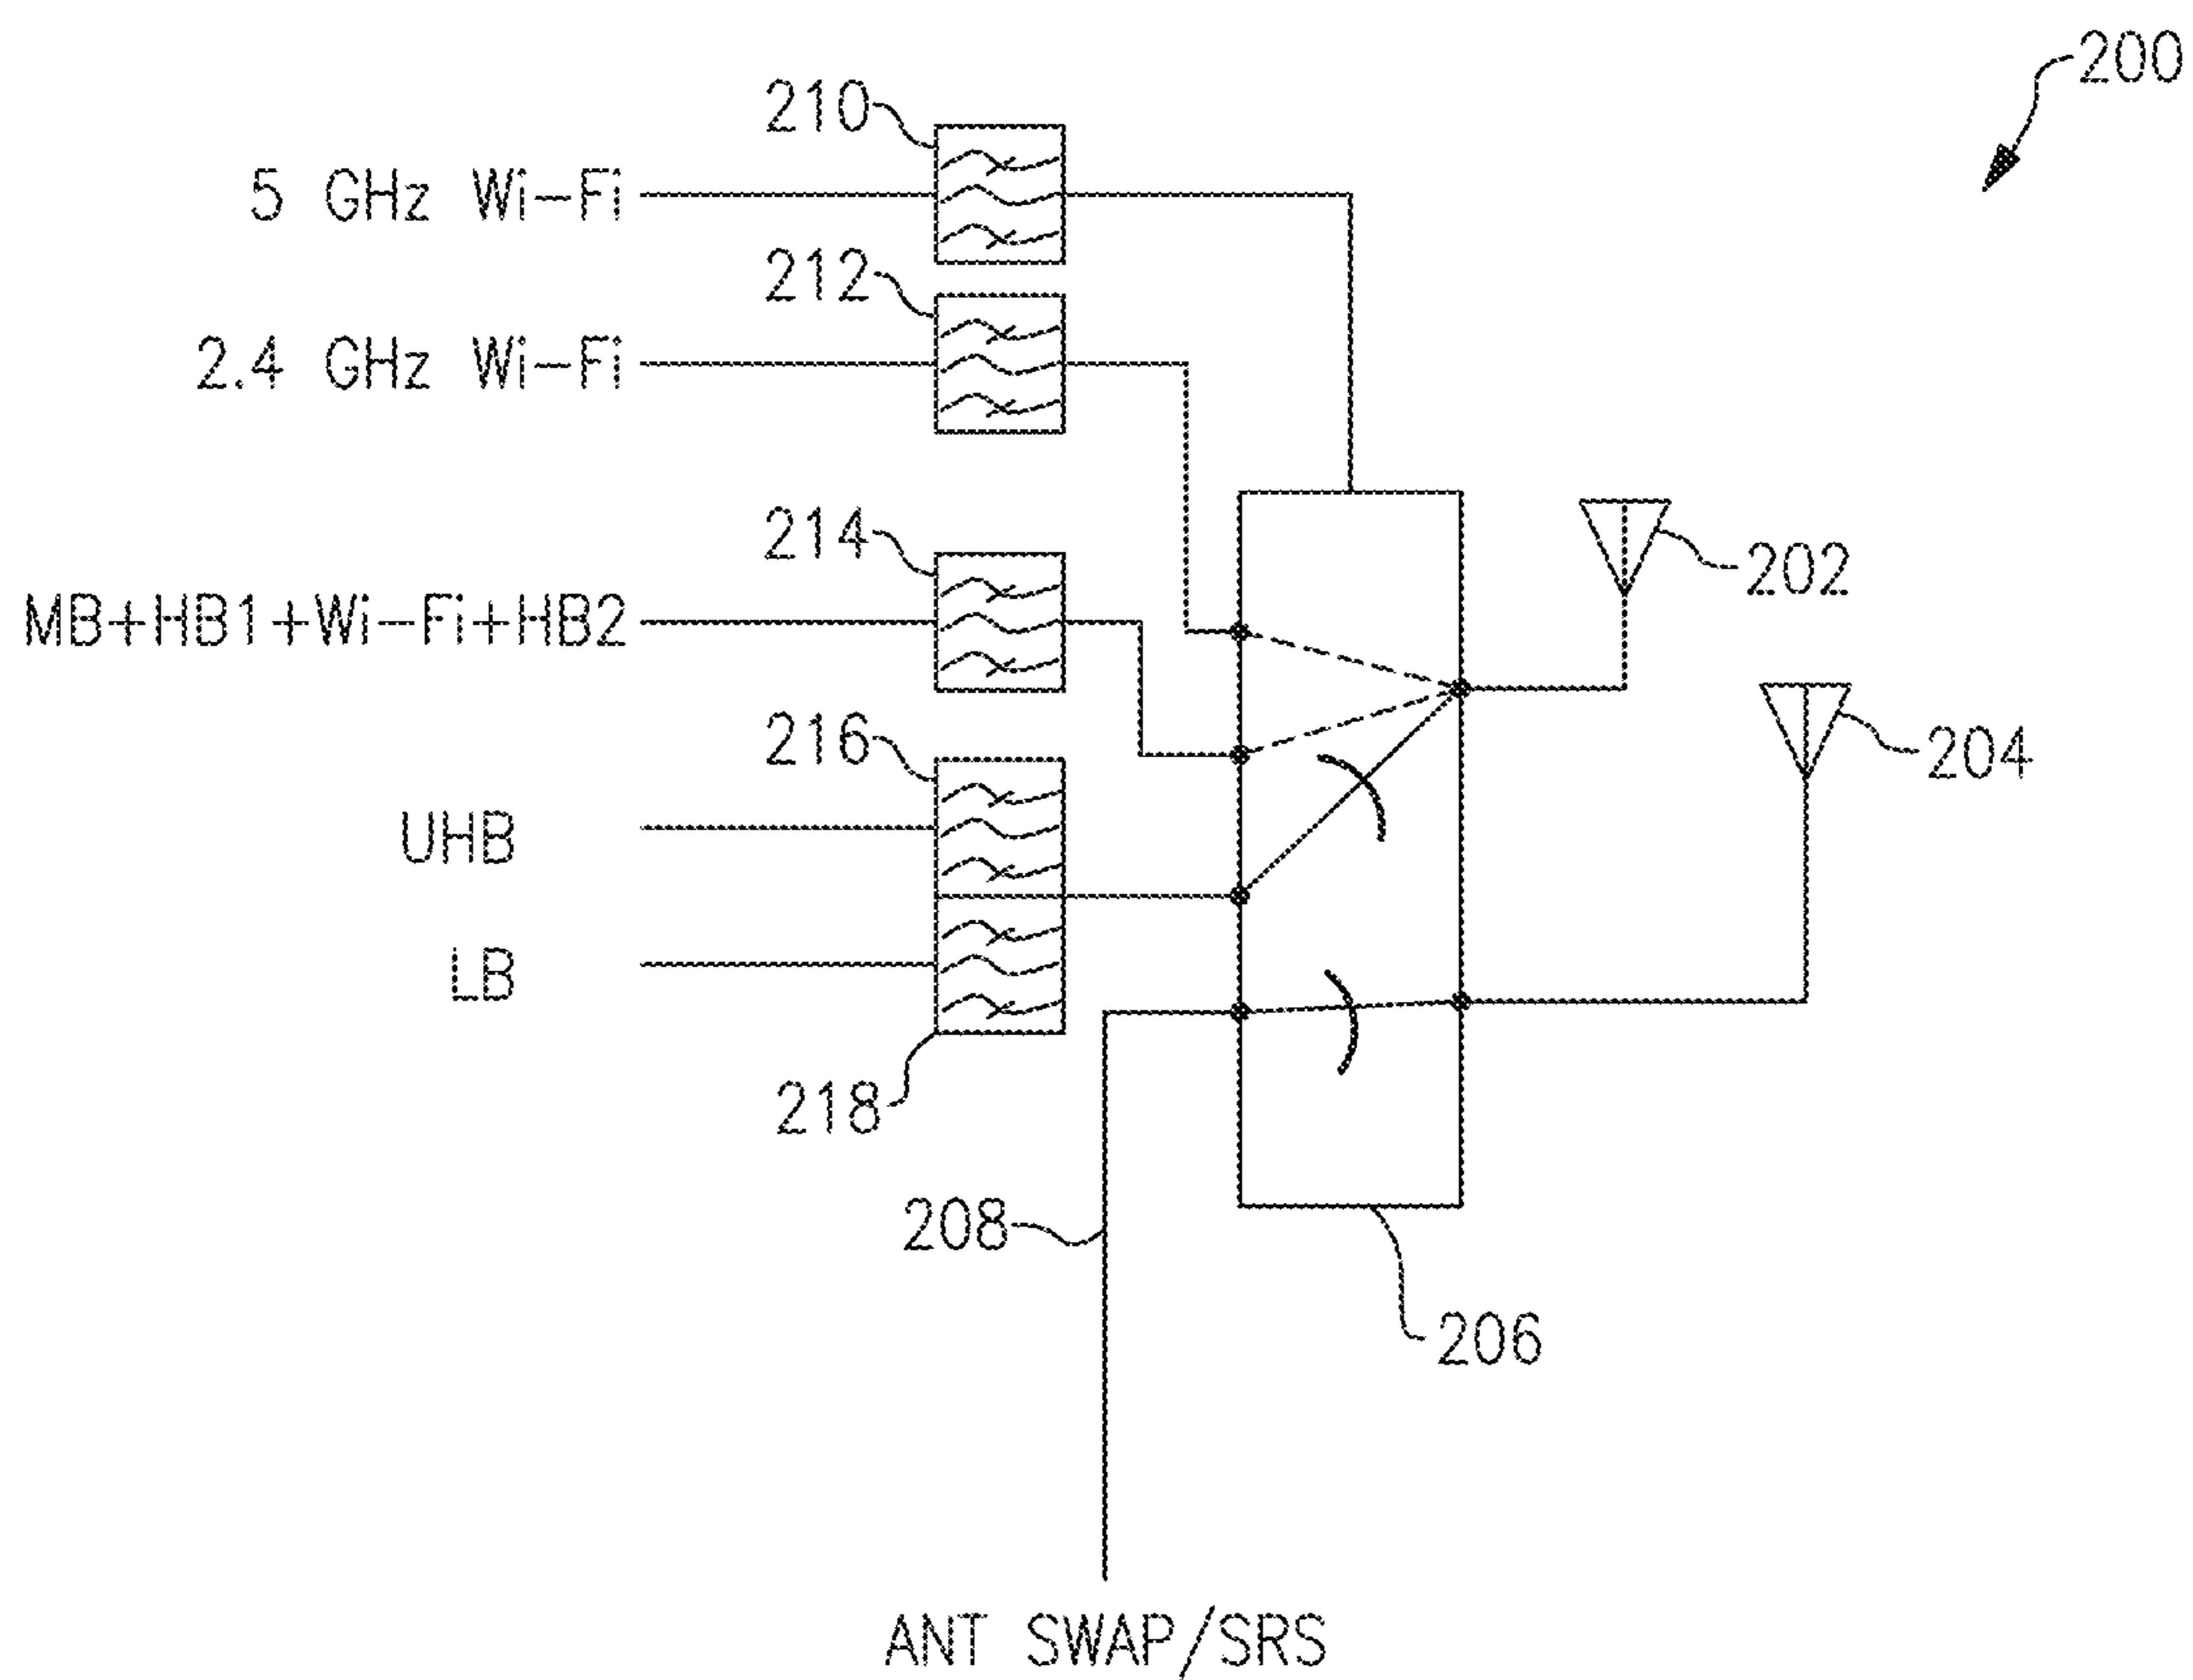 200
210
5 GHz Wi-Fi
212
2.4 GHz Wi-Fi
214
202
MB+HB1+Wi-Fi+HB2
216
204
UHB
LB
218
208
206
ANT SWAP/SRS